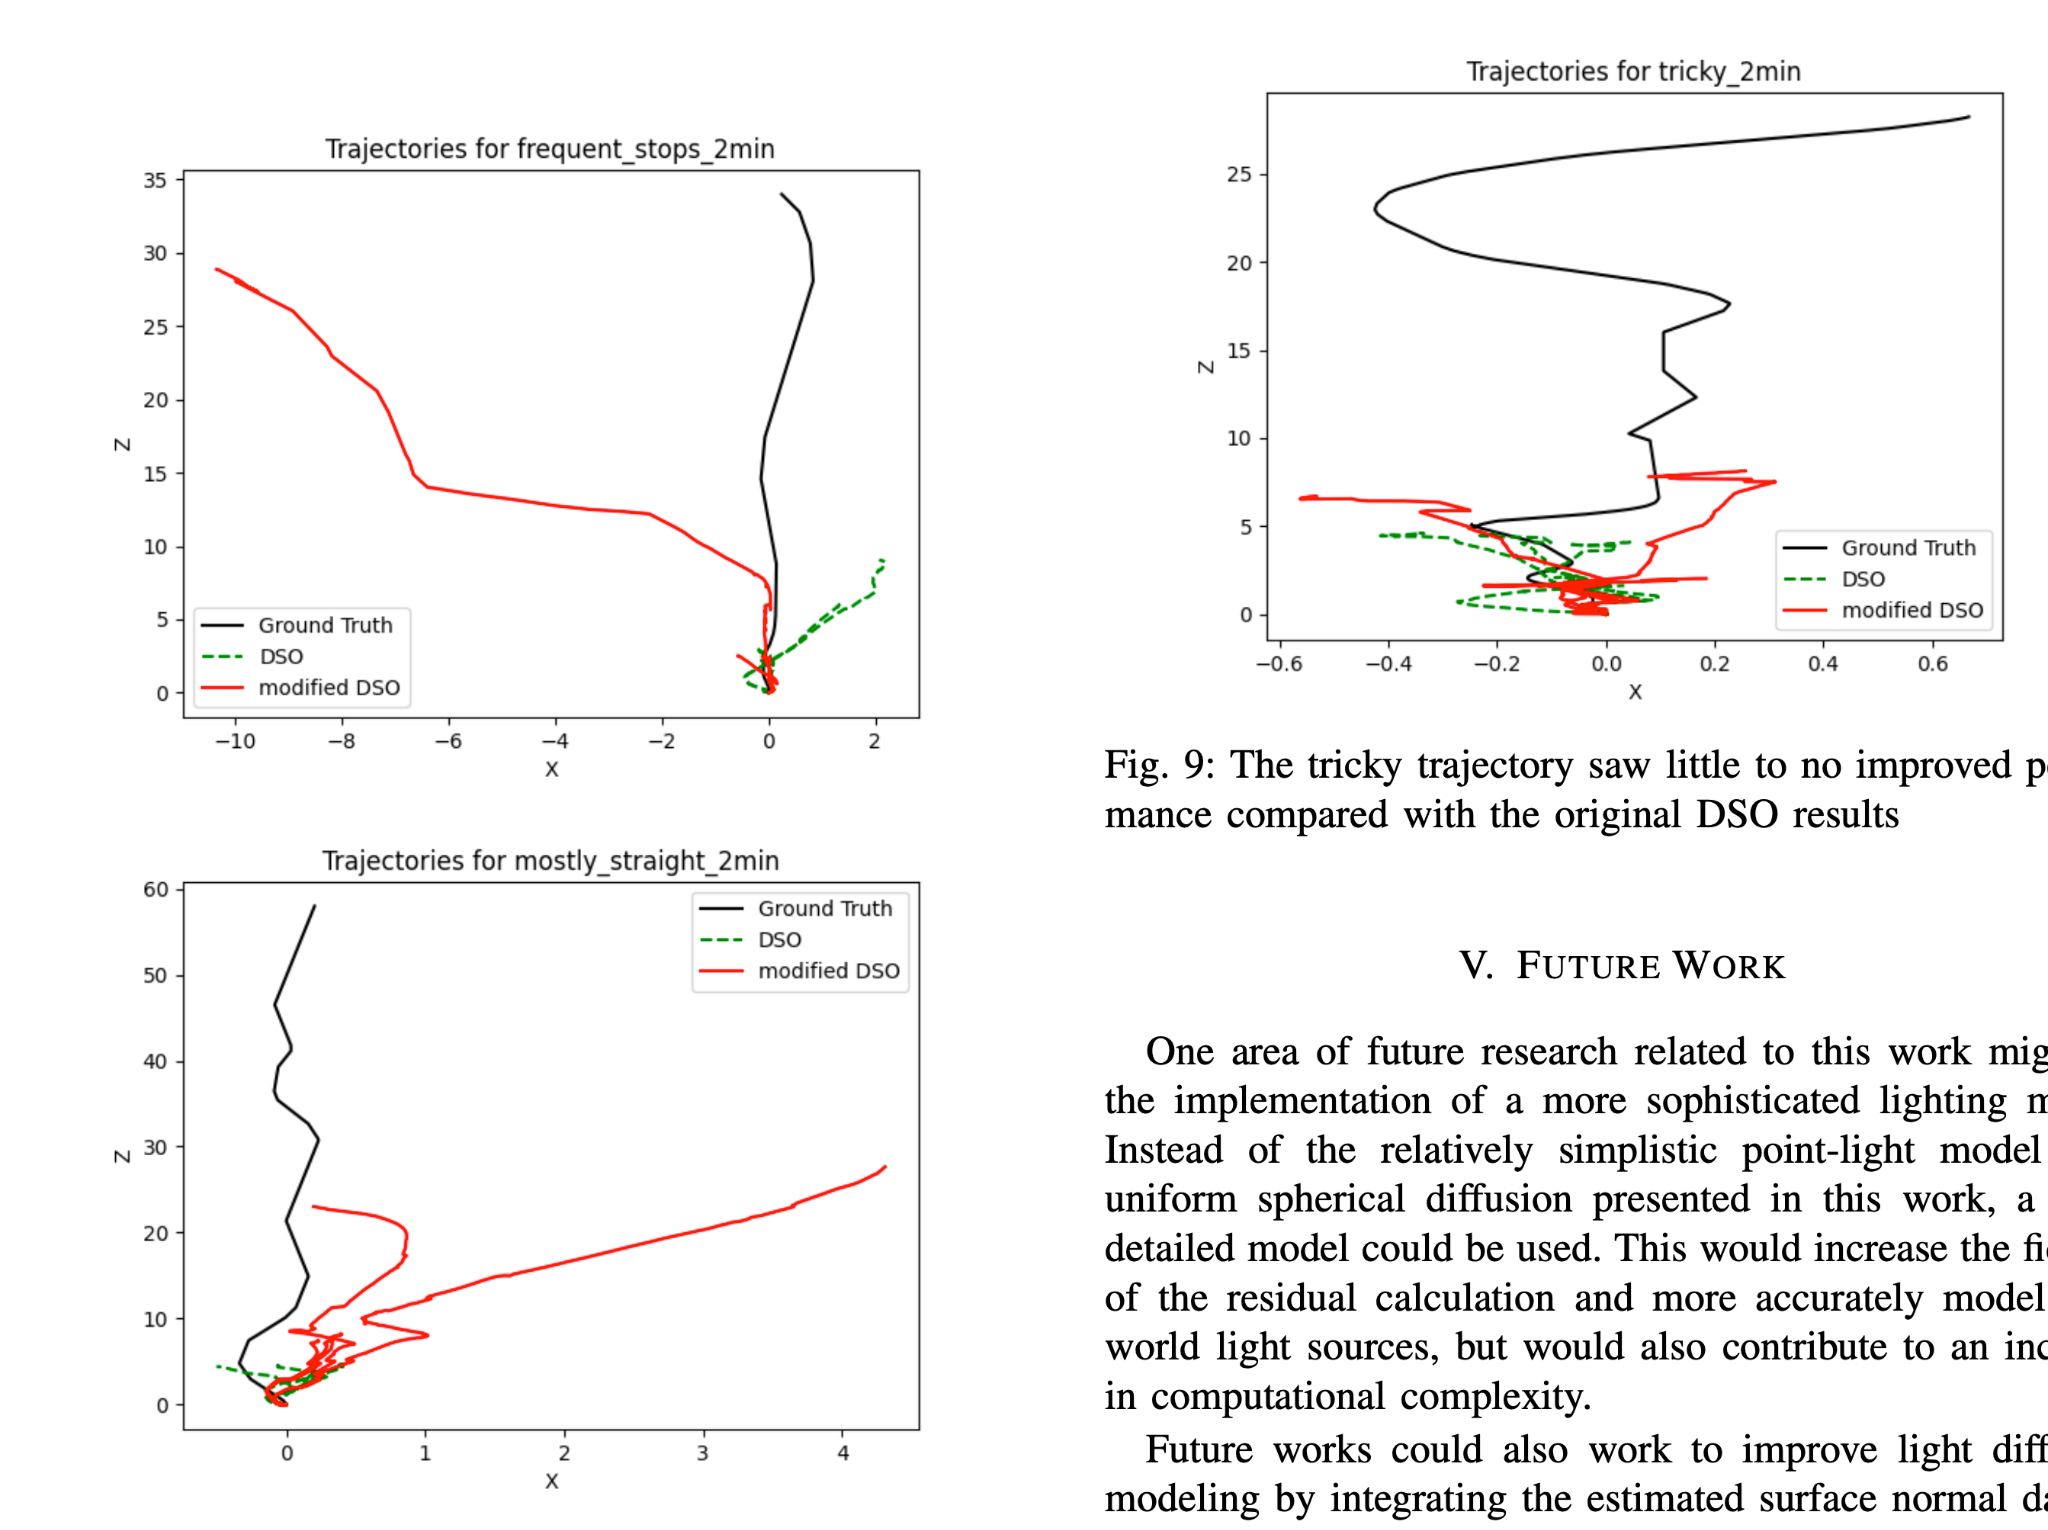 Trajectories for frequent_stops_2min
35
30
25
20
15
10
5
0
Z
Ground Truth
DSO
modified DSO
−10 −8 −6 −4 −2 0 2
X
Trajectories for mostly_straight_2min
60
50
40
30
20
10
0
Z
Ground Truth
DSO
modified DSO
0 1 2 3 4
X
Trajectories for tricky_2min
25
20
15
10
5
0
Z
Ground Truth
DSO
modified DSO
−0.6 −0.4 −0.2 0.0 0.2 0.4 0.6
X
Fig. 9: The tricky trajectory saw little to no improved
mance compared with the original DSO results
V. FUTURE WORK
One area of future research related to this work
the implementation of a more sophisticated lighting
Instead of the relatively simplistic point-light model
uniform spherical diffusion presented in this work, a
detailed model could be used. This would increase the
of the residual calculation and more accurately model
world light sources, but would also contribute to an
in computational complexity.
Future works could also work to improve light
modeling by integrating the estimated surface normal